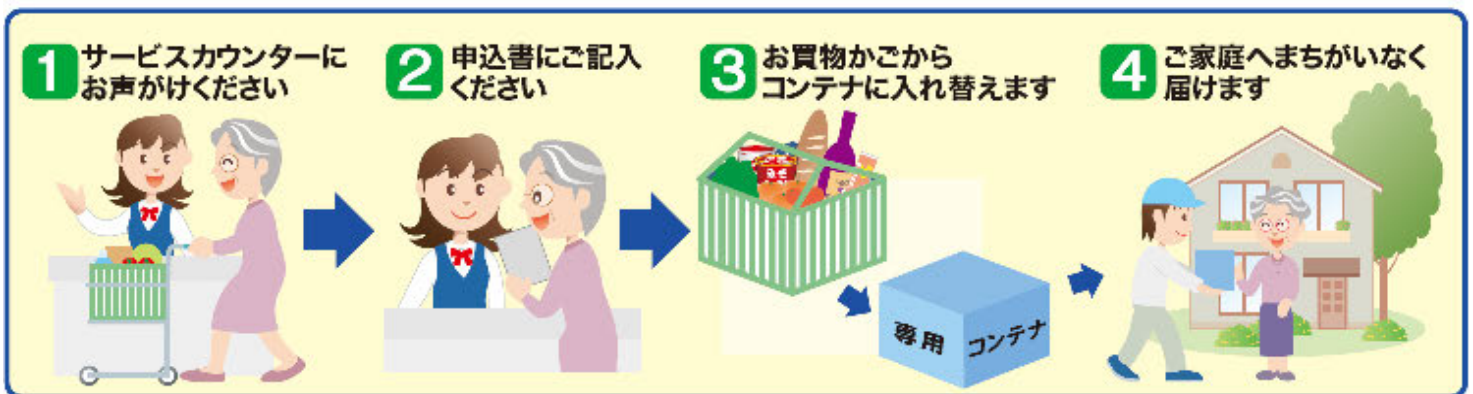 1 サービスカウンターに
お声がけください
2 申込書にご記入
ください
3 お買物かごから
コンテナに入れ替えます
4 ご家庭へまちがいなく
届けます
専用 コンテナ